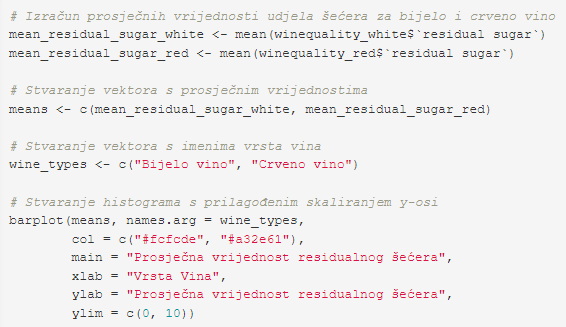 # Izračun prosječnih vrijednosti udjela šećera za bijelo i crveno vino
mean_residual_sugar_white <- mean(winequality_white$`residual sugar`)
mean_residual_sugar_red <- mean(winequality_red$`residual sugar`)

# Stvaranje vektora s prosječnim vrijednostima
means <- c(mean_residual_sugar_white, mean_residual_sugar_red)

# Stvaranje vektora s imenima vrsta vina
wine_types <- c("Bijelo vino", "Crveno vino")

# Stvaranje histograma s prilagođenim skaliranjem y-osi
barplot(means, names.arg = wine_types,
        col = c("#fcfcde", "#a32e61"),
        main = "Prosječna vrijednost residualnog šećera",
        xlab = "Vrsta Vina",
        ylab = "Prosječna vrijednost residualnog šećera",
        ylim = c(0, 10))